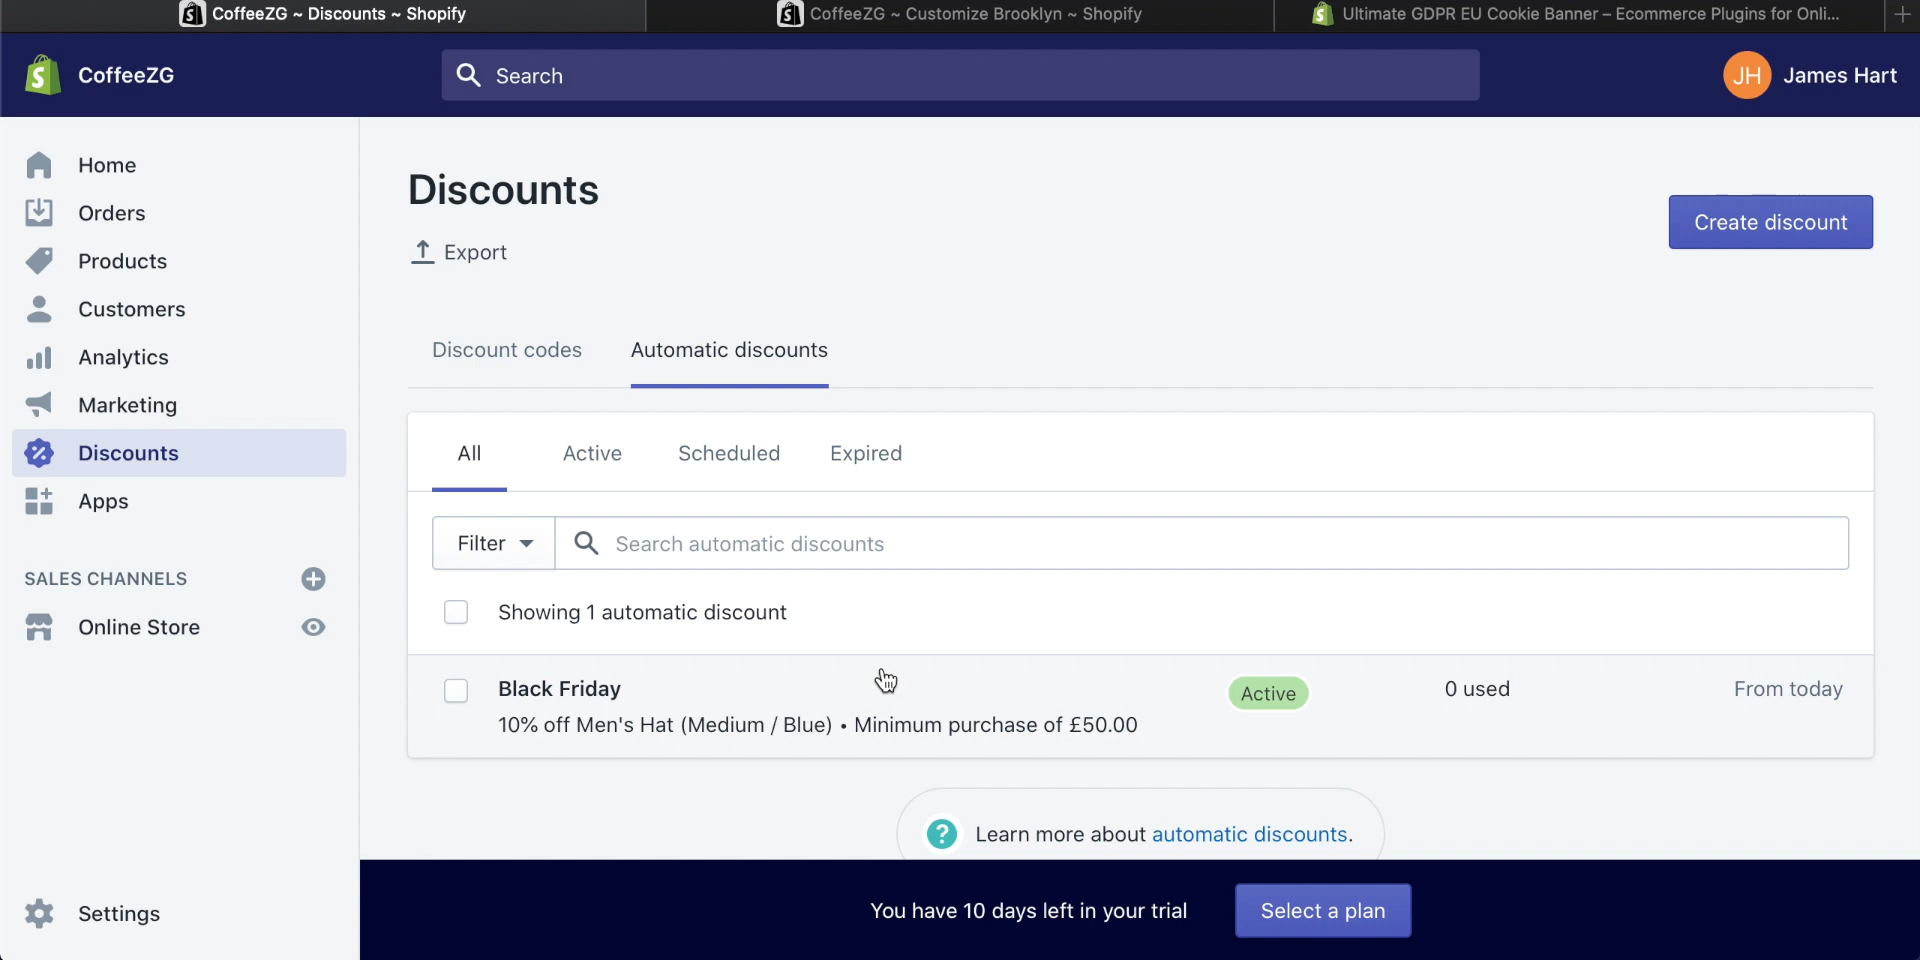 CoffeeZG ~ Discounts ~ Shopify
CoffeeZG ~ Customize Brooklyn ~ Shopify
Ultimate GDPR EU Cookie Banner – Ecommerce Plugins for Onli...
CoffeeZG
Search
JH James Hart
Home
Orders
Products
Customers
Analytics
Marketing
Discounts
Apps
SALES CHANNELS
Online Store
Settings
Discounts
Export
Create discount
Discount codes
Automatic discounts
All
Active
Scheduled
Expired
Filter
Search automatic discounts
Showing 1 automatic discount
Black Friday
Active
0 used
From today
10% off Men's Hat (Medium / Blue) • Minimum purchase of £50.00
? Learn more about automatic discounts.
You have 10 days left in your trial
Select a plan